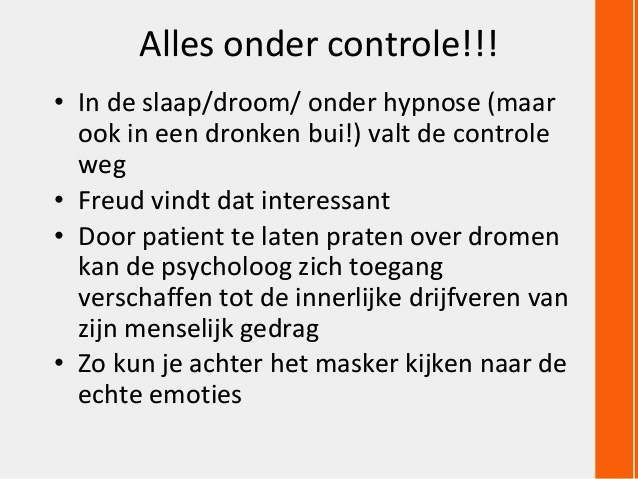 Alles onder controle!!!
• In de slaap/droom/ onder hypnose (maar
ook in een dronken bui!) valt de controle
weg
• Freud vindt dat interessant
• Door patient te laten praten over dromen
kan de psycholoog zich toegang
verschaffen tot de innerlijke drijfveren van
zijn menselijk gedrag
• Zo kun je achter het masker kijken naar de
echte emoties